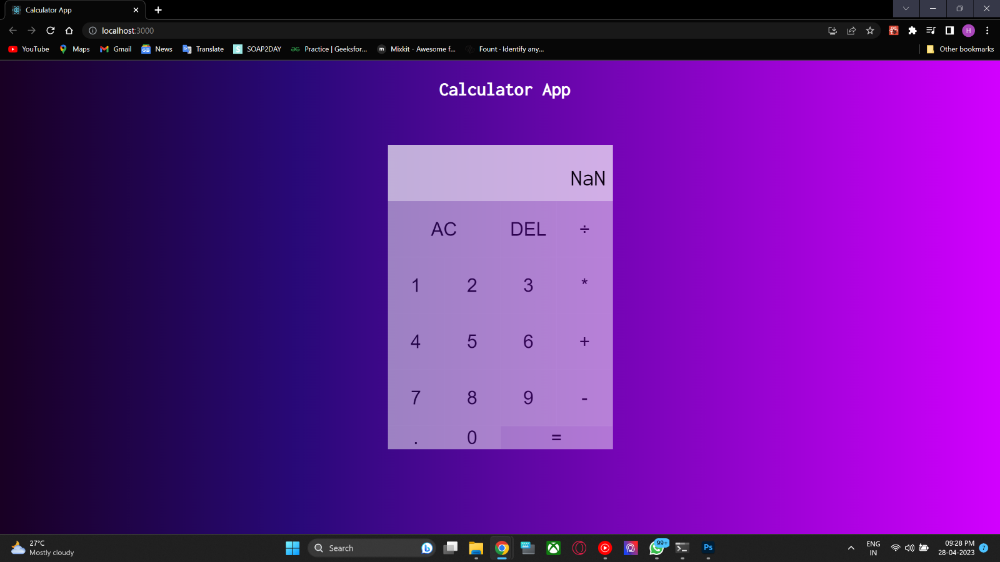 Calculator App
localhost:3000
H
YouTube
Maps
Gmail
News
Translate
S SOAP2DAY
Practice | Geeksfor...
m Mixkit - Awesome f...
Fount · Identify any...
Other bookmarks
Calculator App
NaN
AC DEL ÷
1 2 3 *
4 5 6 +
7 8 9 -
. 0 =
27°C
Mostly cloudy
Search
99+
Ps
ENG
IN
09:28 PM
28-04-2023
7